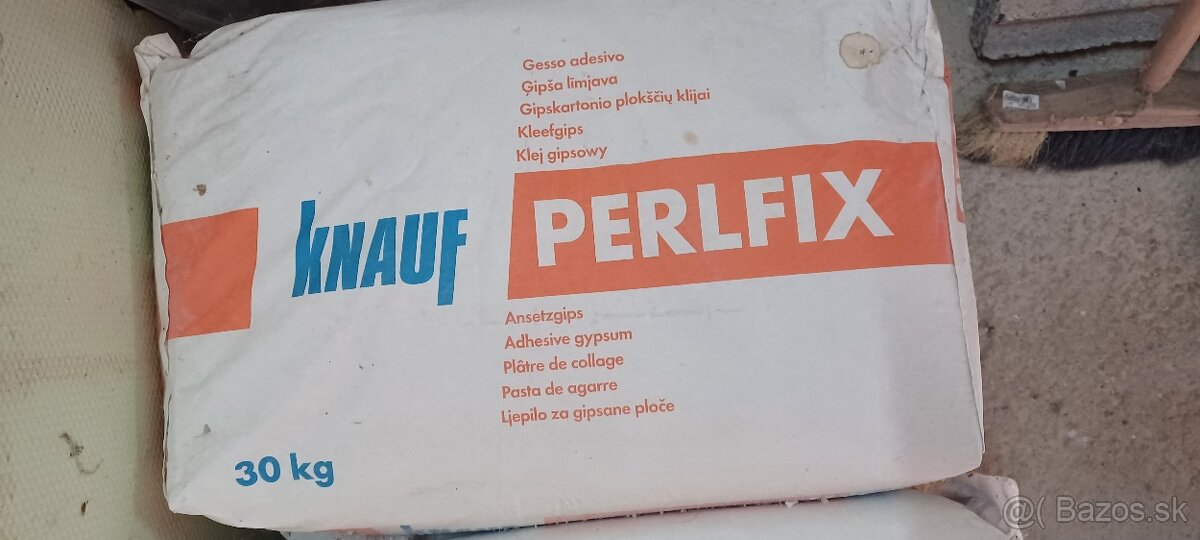 Gesso adesivo
Ģipša līmjava
Gipskartonio plokščių klijai
Kleefgips
Klej gipsowy
KNAUF
PERLFIX
Ansetzgips
Adhesive gypsum
Plâtre de collage
Pasta de agarre
Ljepilo za gipsane ploče
30 kg
@( Bazos.sk